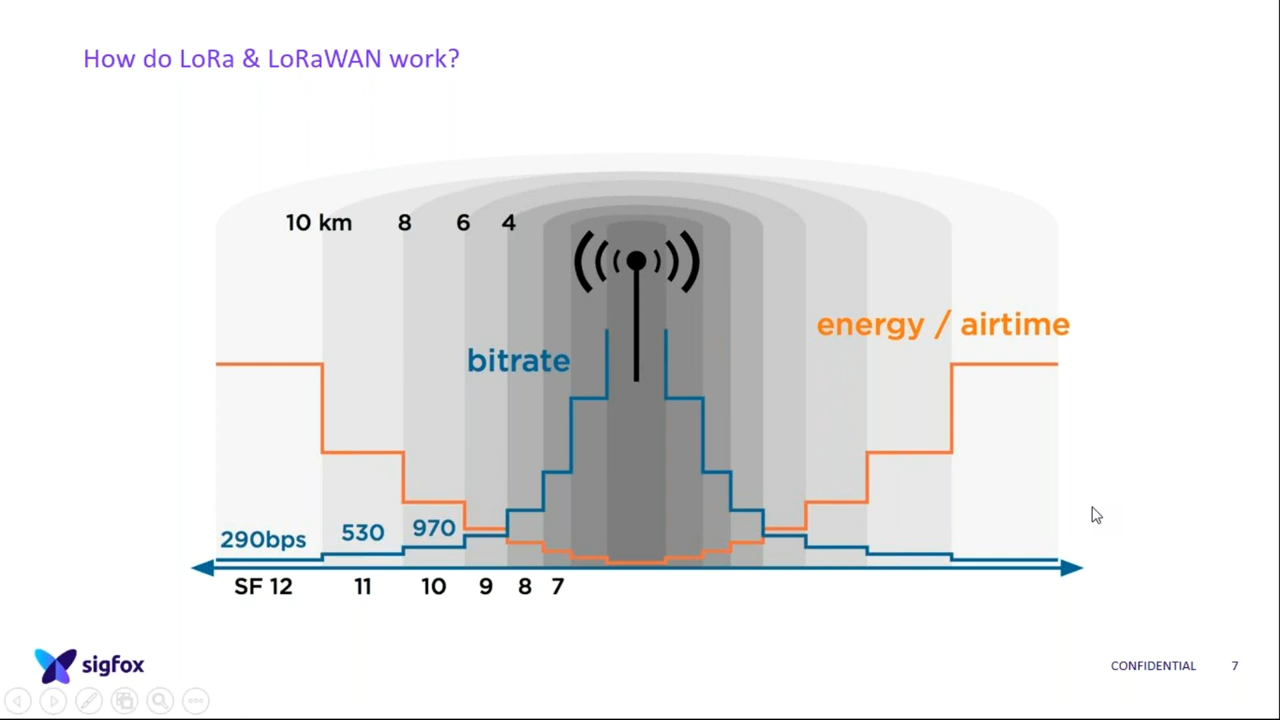 How do LoRa & LoRaWAN work?
10 km 8 6 4
energy / airtime
bitrate
290bps 530 970
SF 12 11 10 9 8 7
sigfox
CONFIDENTIAL 7